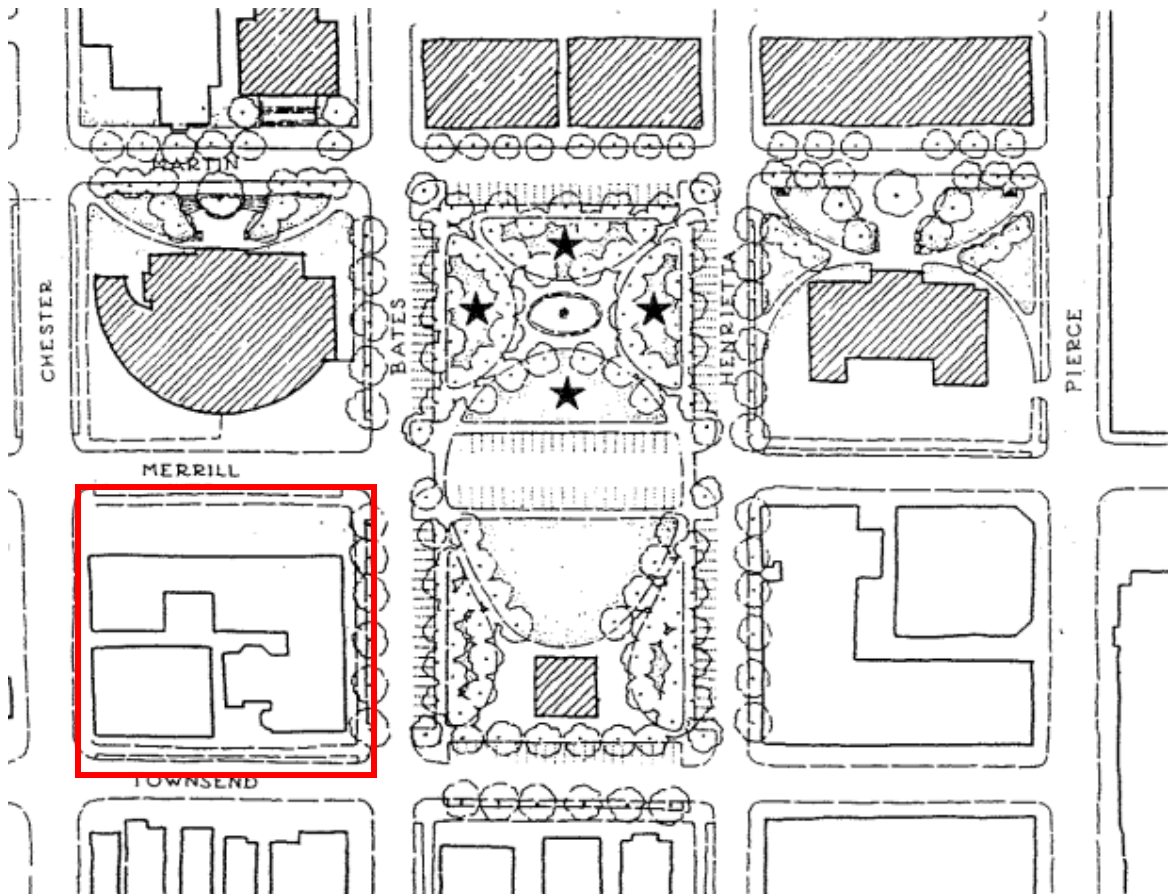 MARTIN
CHESTER
BATES
HENRIETTA
PIERCE
MERRILL
TOWNSEND